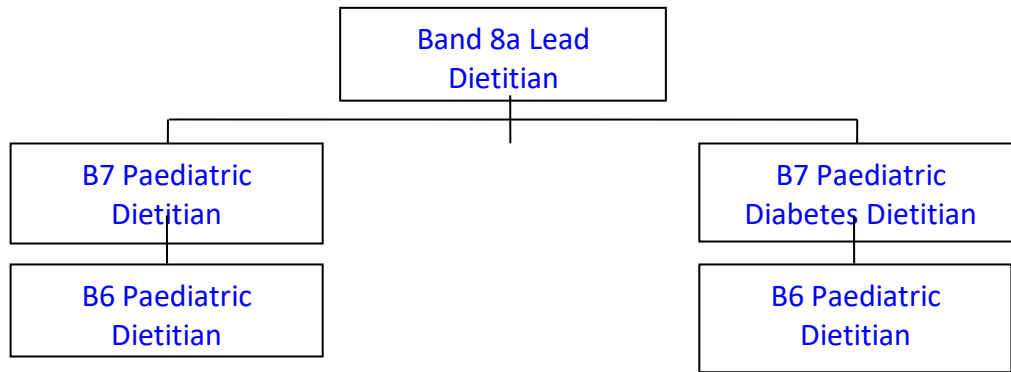 Band 8a Lead
Dietitian
B7 Paediatric
Dietitian
B7 Paediatric
Diabetes Dietitian
B6 Paediatric
Dietitian
B6 Paediatric
Dietitian